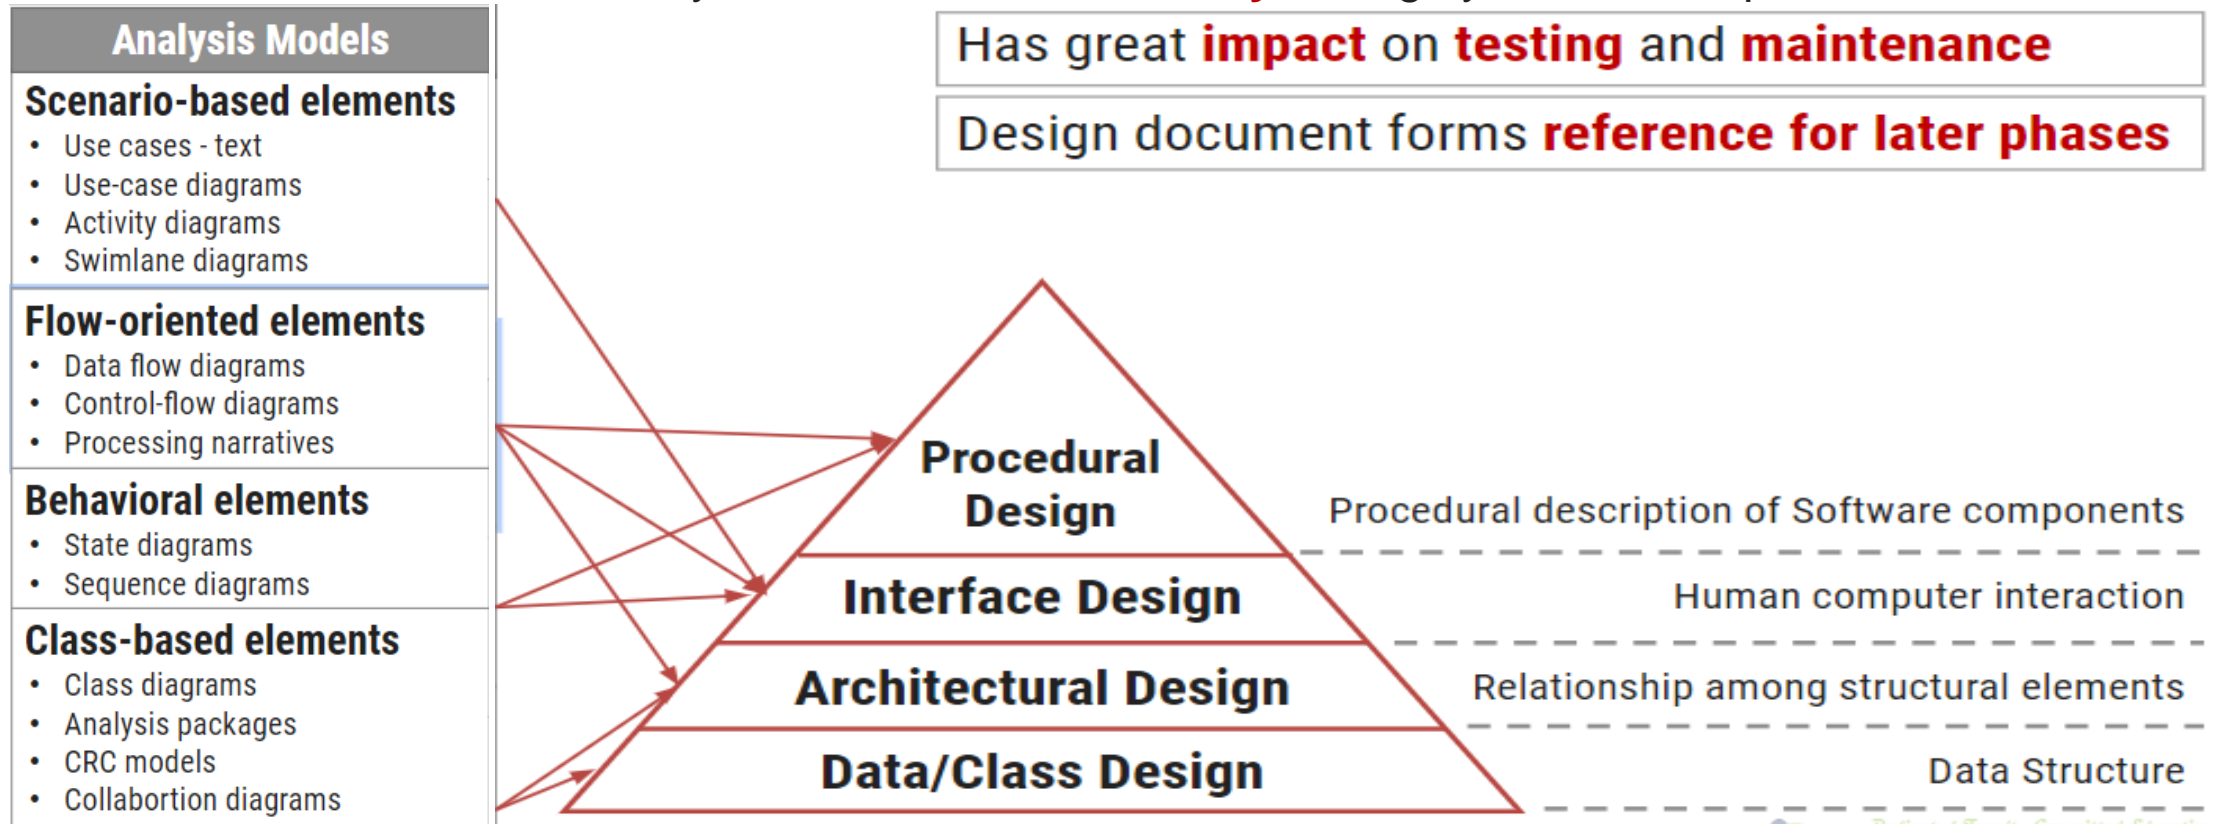 Analysis Models
Scenario-based elements
• Use cases - text
• Use-case diagrams
• Activity diagrams
• Swimlane diagrams
Flow-oriented elements
• Data flow diagrams
• Control-flow diagrams
• Processing narratives
Behavioral elements
• State diagrams
• Sequence diagrams
Class-based elements
• Class diagrams
• Analysis packages
• CRC models
• Collabortion diagrams
Has great impact on testing and maintenance
Design document forms reference for later phases
Procedural
Design
Interface Design
Architectural Design
Data/Class Design
Procedural description of Software components
Human computer interaction
Relationship among structural elements
Data Structure